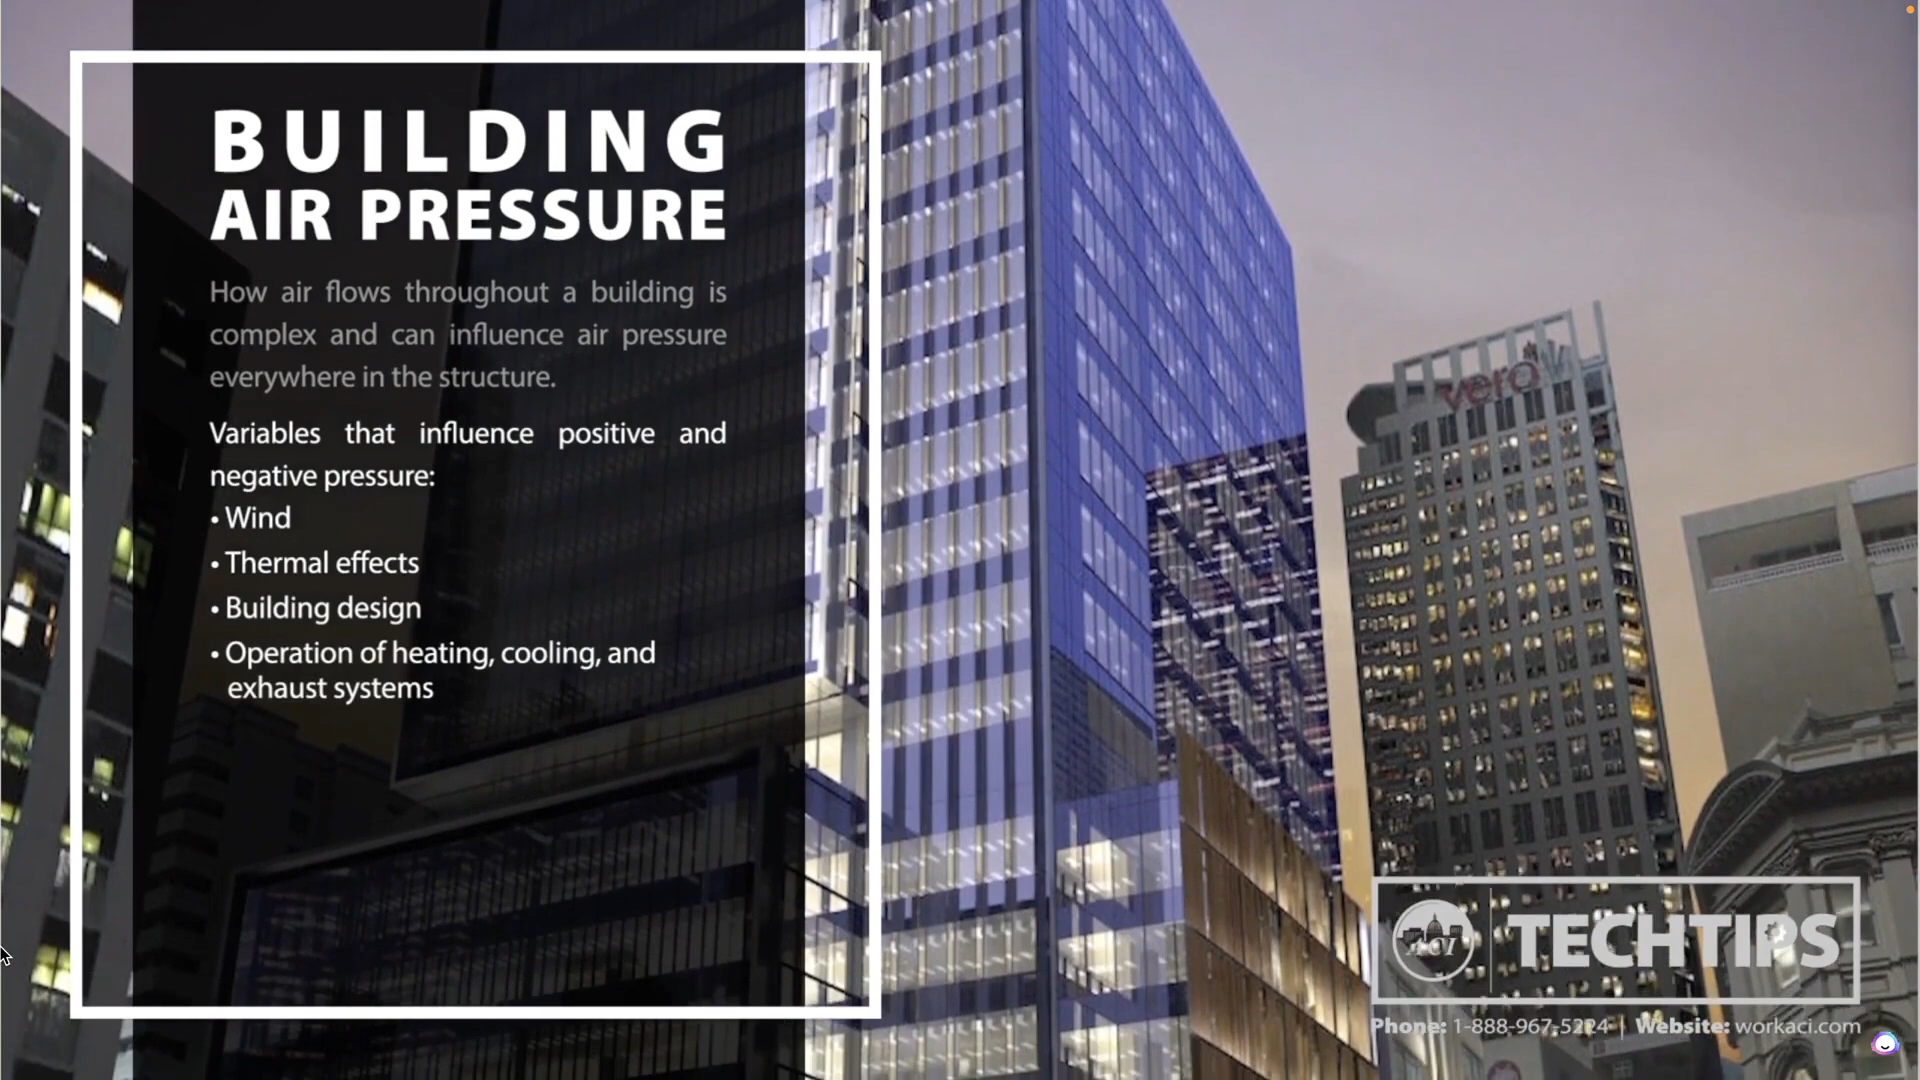 BUILDING
AIR PRESSURE
How air flows throughout a building is
complex and can influence air pressure
everywhere in the structure.
Variables that influence positive and
negative pressure:
• Wind
• Thermal effects
• Building design
• Operation of heating, cooling, and
exhaust systems
vero
ACI
TECHTIPS
Phone: 1-888-967-5224 | Website: workaci.com